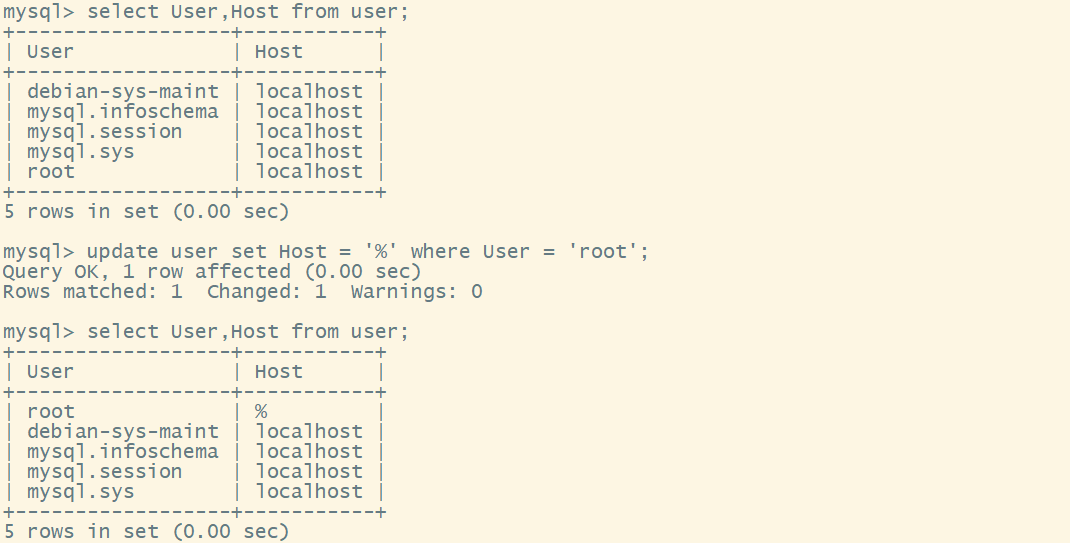 mysql> select User,Host from user;
+------------------+-----------+
| User             | Host      |
+------------------+-----------+
| debian-sys-maint | localhost |
| mysql.infoschema | localhost |
| mysql.session    | localhost |
| mysql.sys        | localhost |
| root             | localhost |
+------------------+-----------+
5 rows in set (0.00 sec)
mysql> update user set Host = '%' where User = 'root';
Query OK, 1 row affected (0.00 sec)
Rows matched: 1  Changed: 1  Warnings: 0
mysql> select User,Host from user;
+------------------+-----------+
| User             | Host      |
+------------------+-----------+
| root             | %         |
| debian-sys-maint | localhost |
| mysql.infoschema | localhost |
| mysql.session    | localhost |
| mysql.sys        | localhost |
+------------------+-----------+
5 rows in set (0.00 sec)